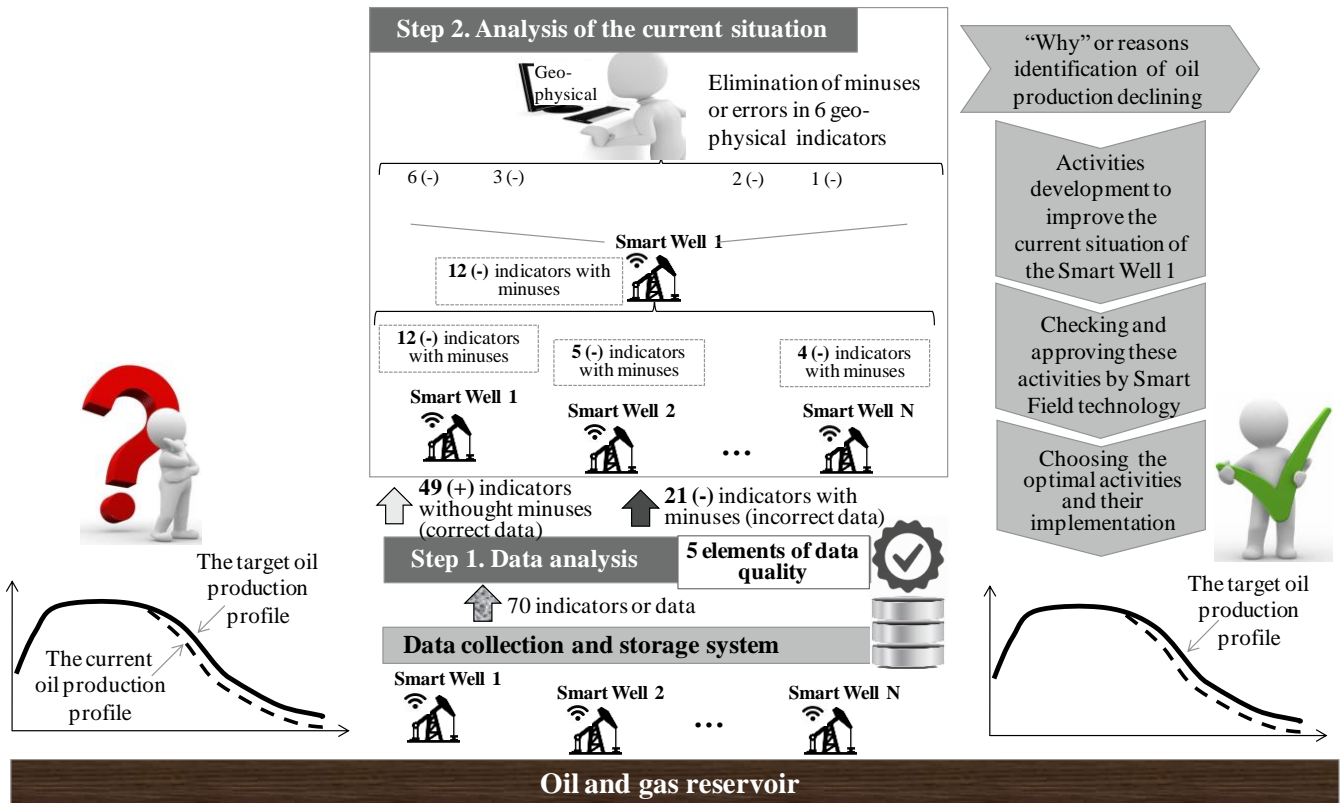 Step 2. Analysis of the current situation
Geo-
physical
Elimination of minuses
or errors in 6 geo-
physical indicators
6 (-)
3 (-)
2 (-)
1 (-)
Smart Well 1
12 (-) indicators with
minuses
12 (-) indicators
with minuses
5 (-) indicators
with minuses
4 (-) indicators
with minuses
Smart Well 1
Smart Well 2
...
Smart Well N
49 (+) indicators
withought minuses
(correct data)
21 (-) indicators with
minuses (incorrect data)
Step 1. Data analysis
5 elements of data
quality
70 indicators or data
Data collection and storage system
Smart Well 1
Smart Well 2
...
Smart Well N
The target oil
production
profile
The current
oil production
profile
“Why” or reasons
identification of oil
production declining
Activities
development to
improve the
current situation of
the Smart Well 1
Checking and
approving these
activities by Smart
Field technology
Choosing the
optimal activities
and their
implementation
The target oil
production
profile
Oil and gas reservoir